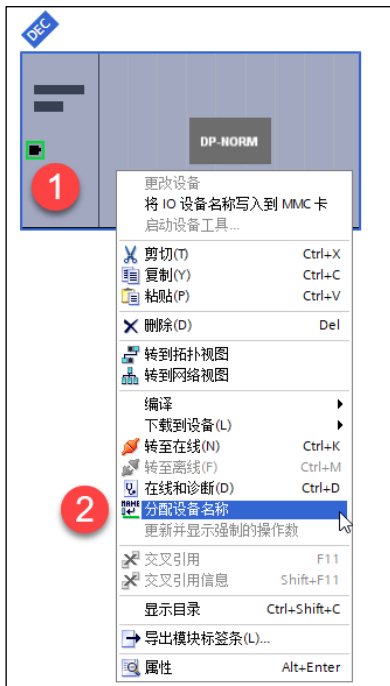 DEC
DP-NORM
1
更改设备
将 IO 设备名称写入到 MMC 卡
启动设备工具...
剪切(T) Ctrl+X
复制(Y) Ctrl+C
粘贴(P) Ctrl+V
删除(D) Del
转到拓扑视图
转到网络视图
编译
下载到设备(L)
转至在线(N) Ctrl+K
转至离线(F) Ctrl+M
在线和诊断(D) Ctrl+D
2
NAME 分配设备名称
更新并显示强制的操作数
交叉引用 F11
交叉引用信息 Shift+F11
显示目录 Ctrl+Shift+C
导出模块标签条(L)...
属性 Alt+Enter